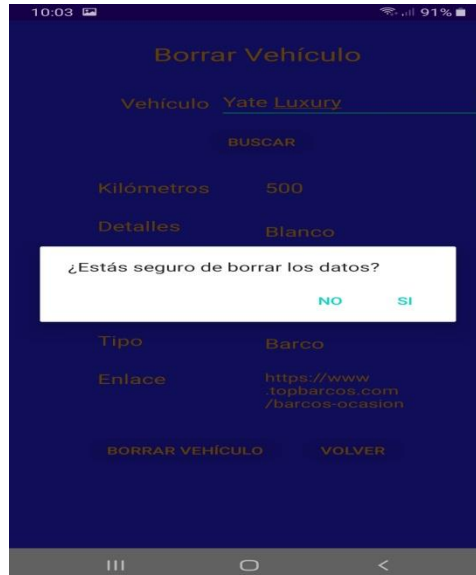 10:03 91%
Borrar Vehículo
Vehículo Yate Luxury
BUSCAR
Kilómetros 500
Detalles Blanco
¿Estás seguro de borrar los datos?
NO SI
Tipo Barco
Enlace https://www
.topbarcos.com
/barcos-ocasion
BORRAR VEHÍCULO VOLVER